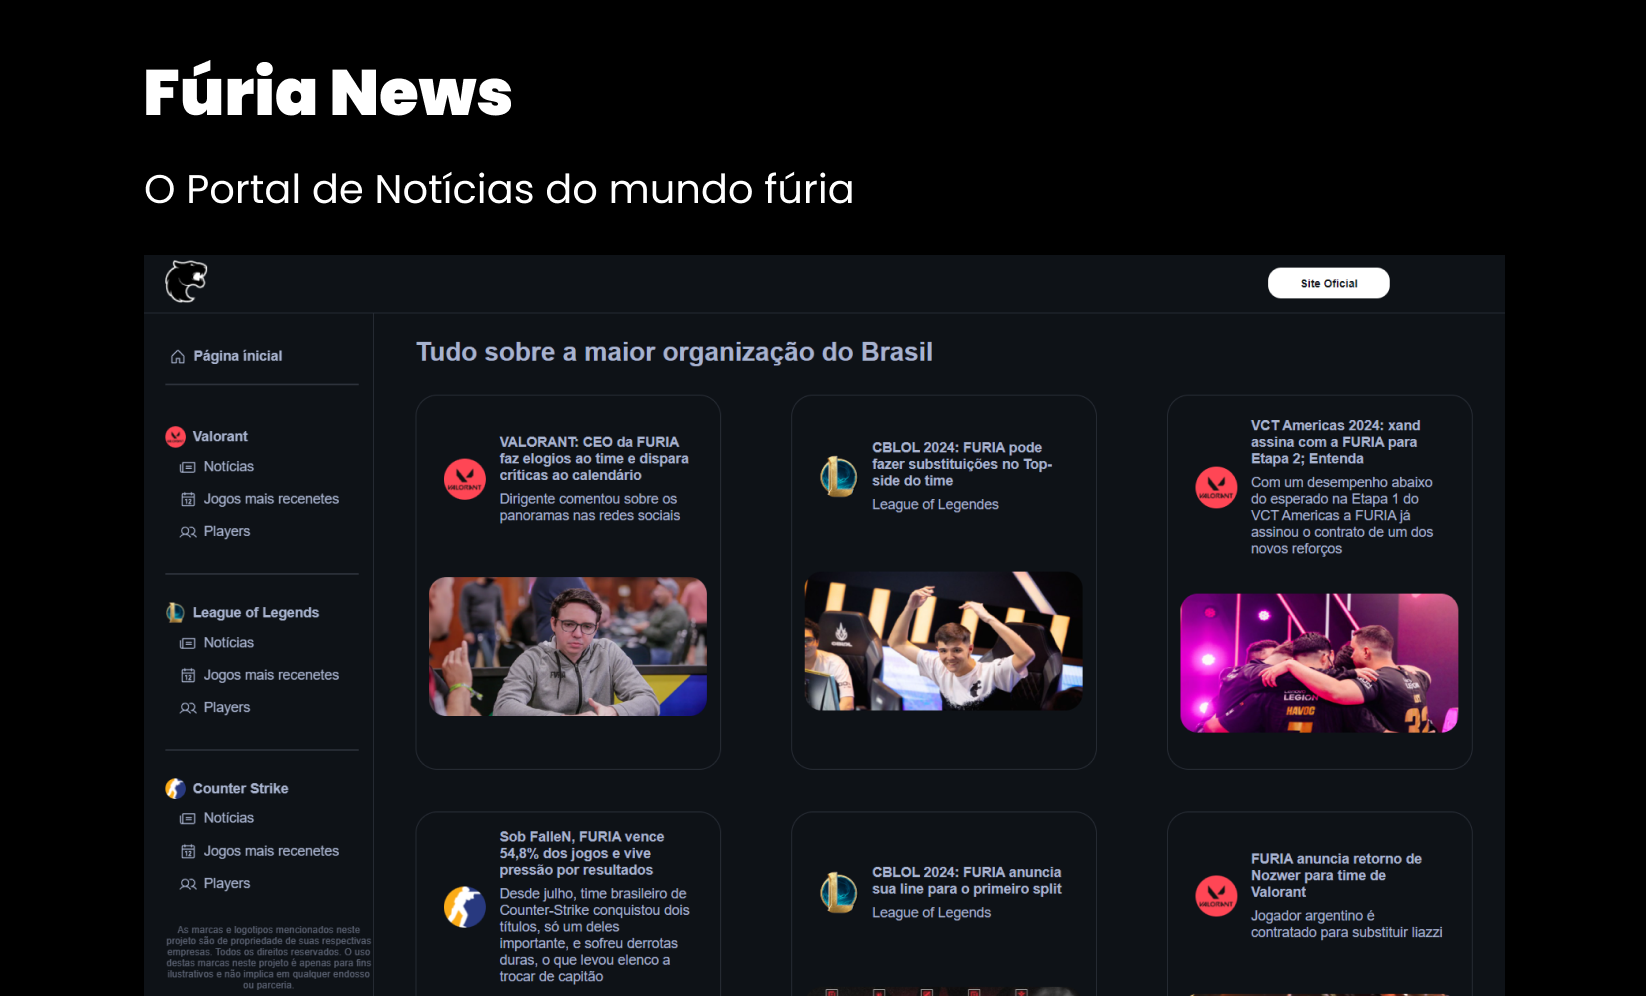 Fúria News
O Portal de Notícias do mundo fúria
Site Oficial
Página ínicial
Valorant
Notícias
Jogos mais recenetes
Players
League of Legends
Notícias
Jogos mais recenetes
Players
Counter Strike
Notícias
Jogos mais recenetes
Players
As marcas e logotipos mencionados neste
projeto são de propriedade de suas respectivas
empresas. Todos os direitos reservados. O uso
destas marcas neste projeto é apenas para fins
ilustrativos e não implica em qualquer endosso
ou parceria.
Tudo sobre a maior organização do Brasil
VALORANT
VALORANT: CEO da FURIA
faz elogios ao time e dispara
críticas ao calendário
Dirigente comentou sobre os
panoramas nas redes sociais
CBLOL 2024: FURIA pode
fazer substituições no Top-
side do time
League of Legendes
VALORANT
VCT Americas 2024: xand
assina com a FURIA para
Etapa 2; Entenda
Com um desempenho abaixo
do esperado na Etapa 1 do
VCT Americas a FURIA já
assinou o contrato de um dos
novos reforços
LEGION
HAVOC
7
32
Sob FalleN, FURIA vence
54,8% dos jogos e vive
pressão por resultados
Desde julho, time brasileiro de
Counter-Strike conquistou dois
títulos, só um deles
importante, e sofreu derrotas
duras, o que levou elenco a
trocar de capitão
CBLOL 2024: FURIA anuncia
sua line para o primeiro split
League of Legends
VALORANT
FURIA anuncia retorno de
Nozwer para time de
Valorant
Jogador argentino é
contratado para substituir liazzi